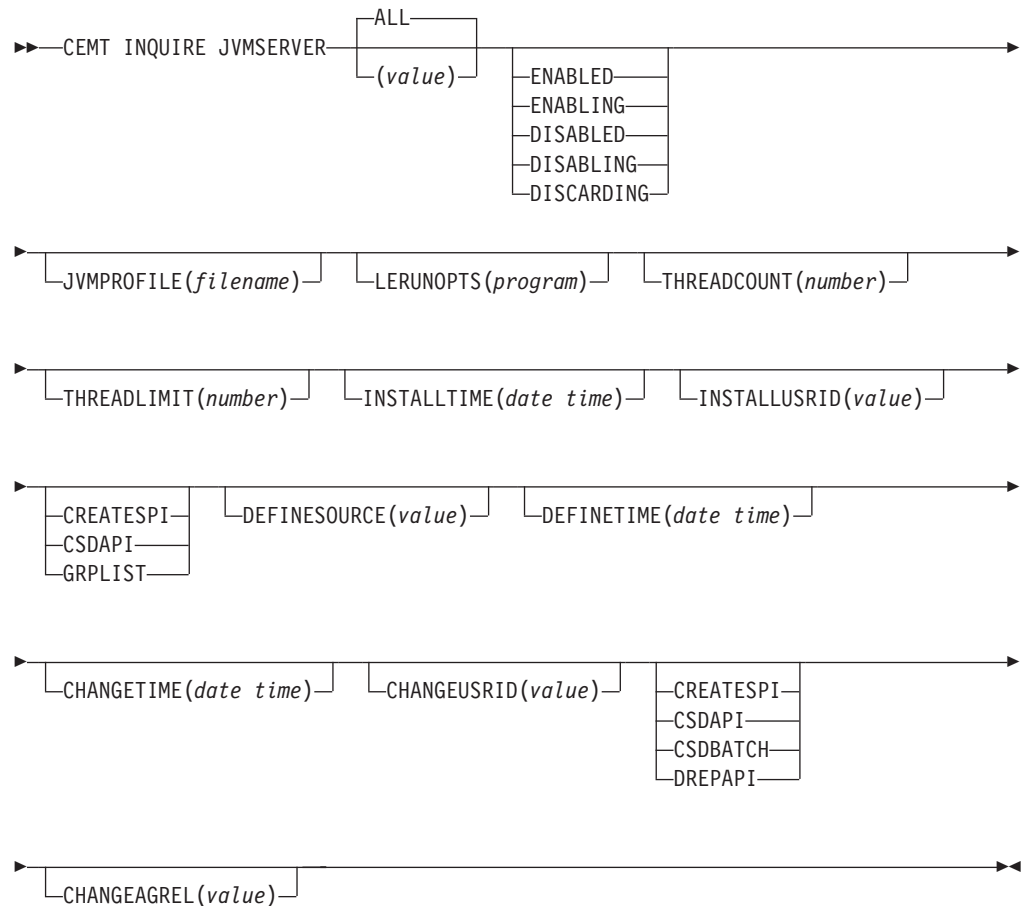 ALL
CEMT INQUIRE JVMSERVER
(value)
ENABLED
ENABLING
DISABLED
DISABLING
DISCARDING
JVMPROFILE(filename) LERUNOPTS(program) THREADCOUNT(number)
THREADLIMIT(number) INSTALLTIME(date time) INSTALLUSRID(value)
CREATESPI DEFINESOURCE(value) DEFINETIME(date time)
CSDAPI
GRPLIST
CHANGETIME(date time) CHANGEUSRID(value) CREATESPI
CSDAPI
CSDBATCH
DREPAPI
CHANGEAGREL(value)